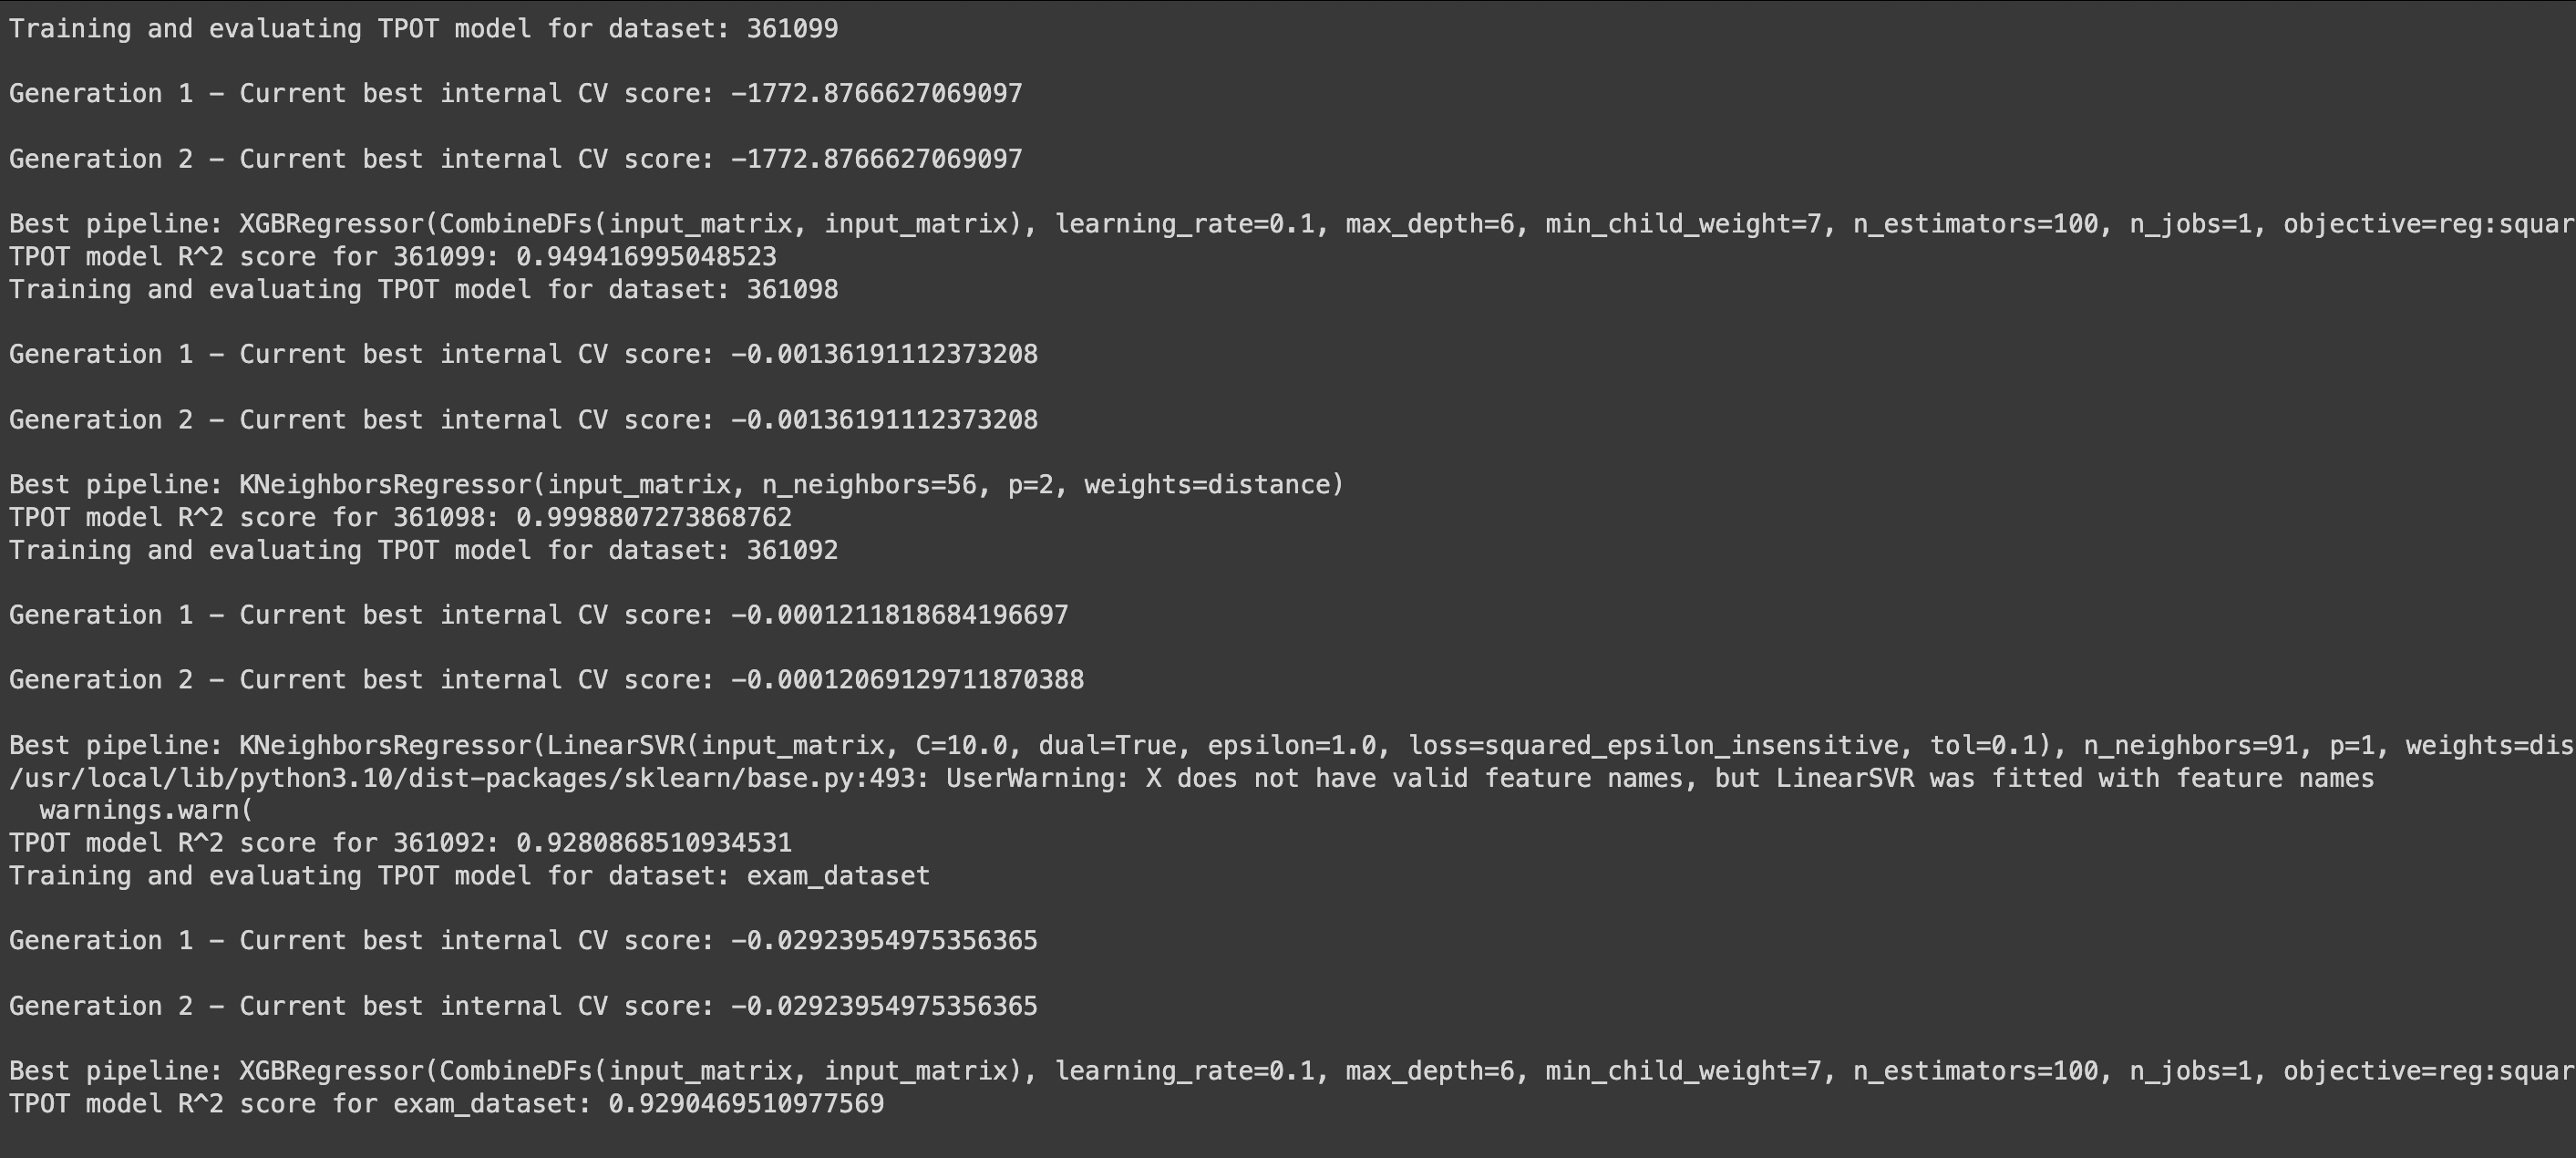 Training and evaluating TPOT model for dataset: 361099
Generation 1 - Current best internal CV score: -1772.8766627069097
Generation 2 - Current best internal CV score: -1772.8766627069097
Best pipeline: XGBRegressor(CombineDFs(input_matrix, input_matrix), learning_rate=0.1, max_depth=6, min_child_weight=7, n_estimators=100, n_jobs=1, objective=reg:squar
TPOT model R^2 score for 361099: 0.949416995048523
Training and evaluating TPOT model for dataset: 361098
Generation 1 - Current best internal CV score: -0.00136191112373208
Generation 2 - Current best internal CV score: -0.00136191112373208
Best pipeline: KNeighborsRegressor(input_matrix, n_neighbors=56, p=2, weights=distance)
TPOT model R^2 score for 361098: 0.9998807273868762
Training and evaluating TPOT model for dataset: 361092
Generation 1 - Current best internal CV score: -0.0001211818684196697
Generation 2 - Current best internal CV score: -0.00012069129711870388
Best pipeline: KNeighborsRegressor(LinearSVR(input_matrix, C=10.0, dual=True, epsilon=1.0, loss=squared_epsilon_insensitive, tol=0.1), n_neighbors=91, p=1, weights=dis
/usr/local/lib/python3.10/dist-packages/sklearn/base.py:493: UserWarning: X does not have valid feature names, but LinearSVR was fitted with feature names
  warnings.warn(
TPOT model R^2 score for 361092: 0.9280868510934531
Training and evaluating TPOT model for dataset: exam_dataset
Generation 1 - Current best internal CV score: -0.02923954975356365
Generation 2 - Current best internal CV score: -0.02923954975356365
Best pipeline: XGBRegressor(CombineDFs(input_matrix, input_matrix), learning_rate=0.1, max_depth=6, min_child_weight=7, n_estimators=100, n_jobs=1, objective=reg:squar
TPOT model R^2 score for exam_dataset: 0.9290469510977569